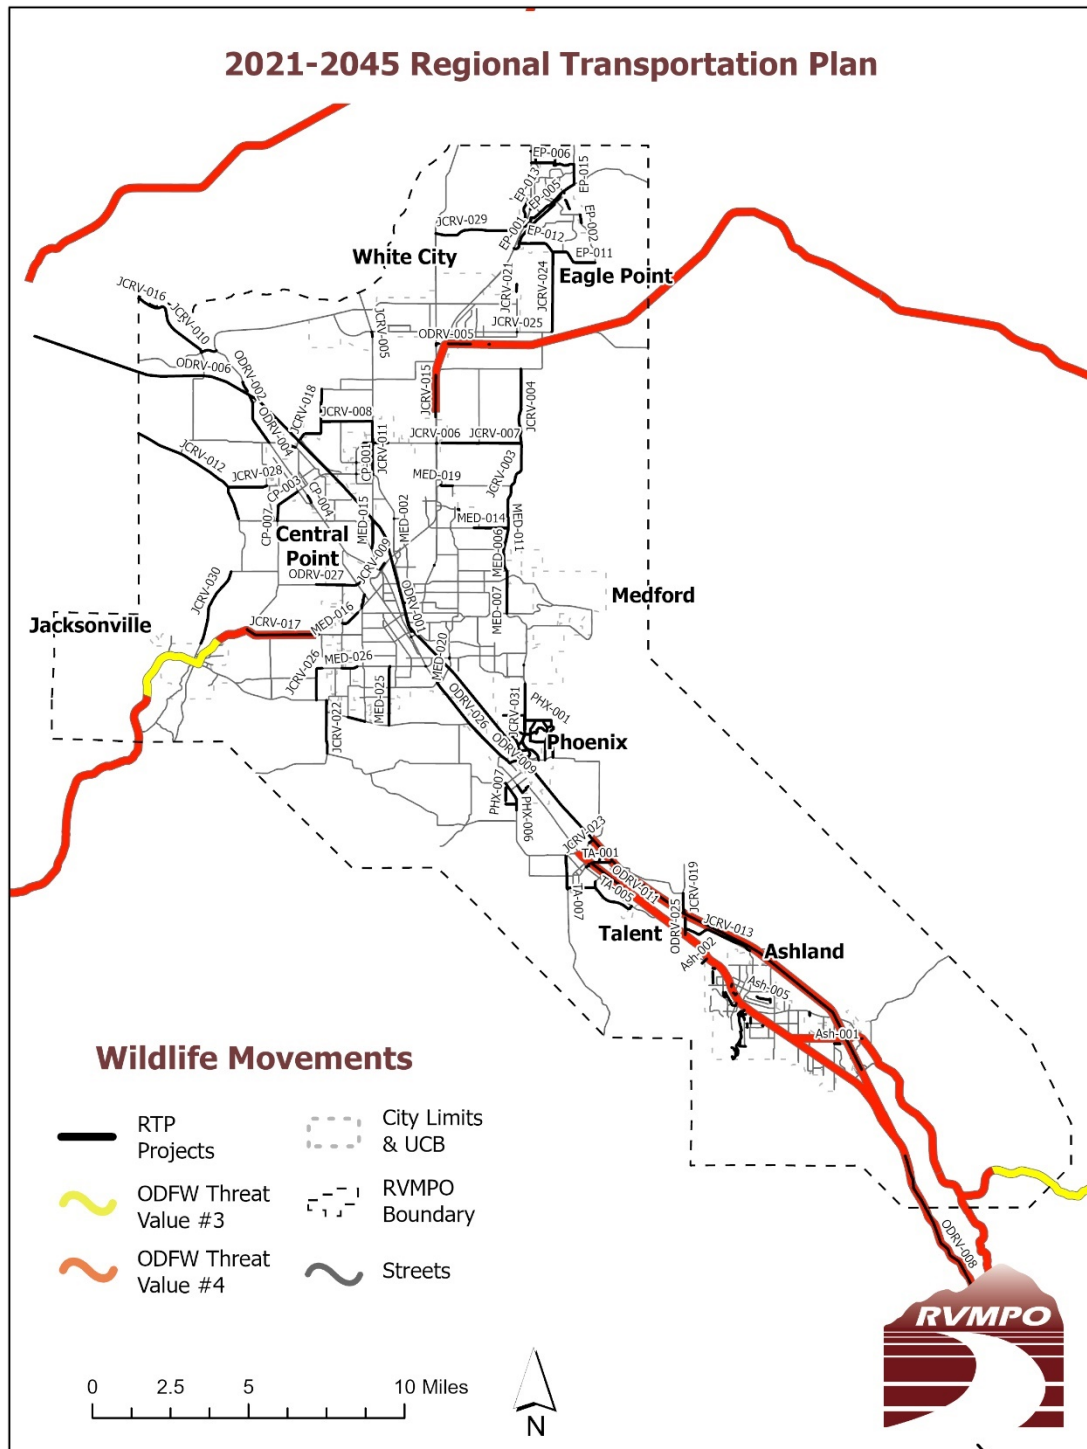 2021-2045 Regional Transportation Plan
EP-006
EP-015
EP-013
EP-005
EP-002
EP-001
JCRV-029
EP-012
EP-011
White City
Eagle Point
JCRV-021
JCRV-024
JCRV-016
JCRV-010
JCRV-025
JCRV-005
ODRV-005
ODRV-006
ODRV-002
JCRV-015
JCRV-004
JCRV-018
JCRV-008
ODRV-004
JCRV-011
JCRV-006
JCRV-007
JCRV-012
CP-001
JCRV-003
JCRV-028
MED-019
CP-003
CP-004
MED-002
CP-007
MED-015
MED-014
MED-011
Central
Point
MED-006
JCRV-009
ODRV-027
JCRV-030
MED-007
Medford
Jacksonville
JCRV-017
MED-016
ODRV-001
MED-020
MED-026
JCRV-026
MED-025
ODRV-026
JCRV-031
PHX-001
JCRV-022
Phoenix
ODRV-009
PHX-007
PHX-006
JCRV-023
TA-001
ODRV-011
TA-005
TA-007
JCRV-019
ODRV-025
JCRV-013
Talent
Ashland
Ash-002
Ash-005
Ash-001
ODRV-008
Wildlife Movements
RTP
Projects
City Limits
& UCB
ODFW Threat
Value #3
RVMPO
Boundary
ODFW Threat
Value #4
Streets
0 2.5 5 10 Miles
N
RVMPO